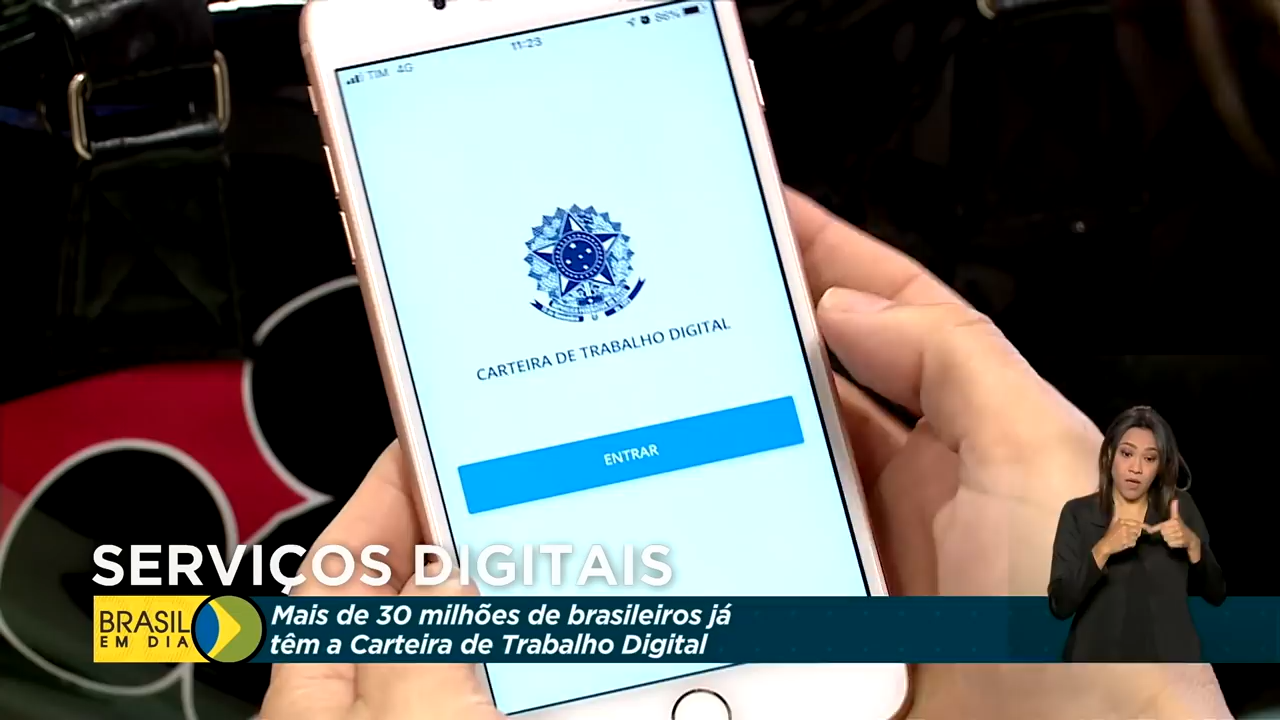 TIM 4G
11:23
86%
CARTEIRA DE TRABALHO DIGITAL
ENTRAR
SERVIÇOS DIGITAIS
BRASIL
EM DIA
Mais de 30 milhões de brasileiros já
têm a Carteira de Trabalho Digital